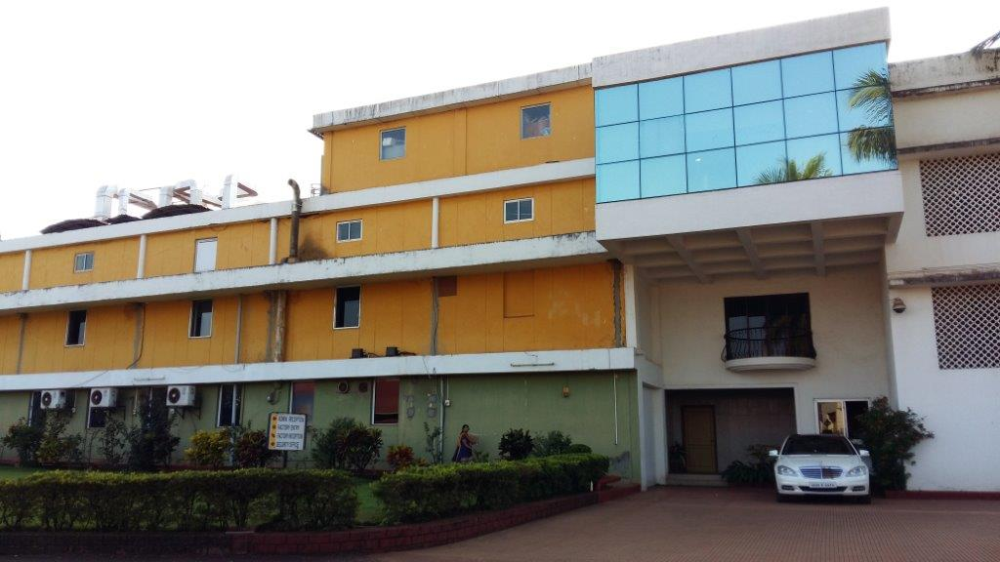 ADMIN. RECEPTION
FACTORY ENTRY
FACTORY RECEPTION
SECURITY OFFICE